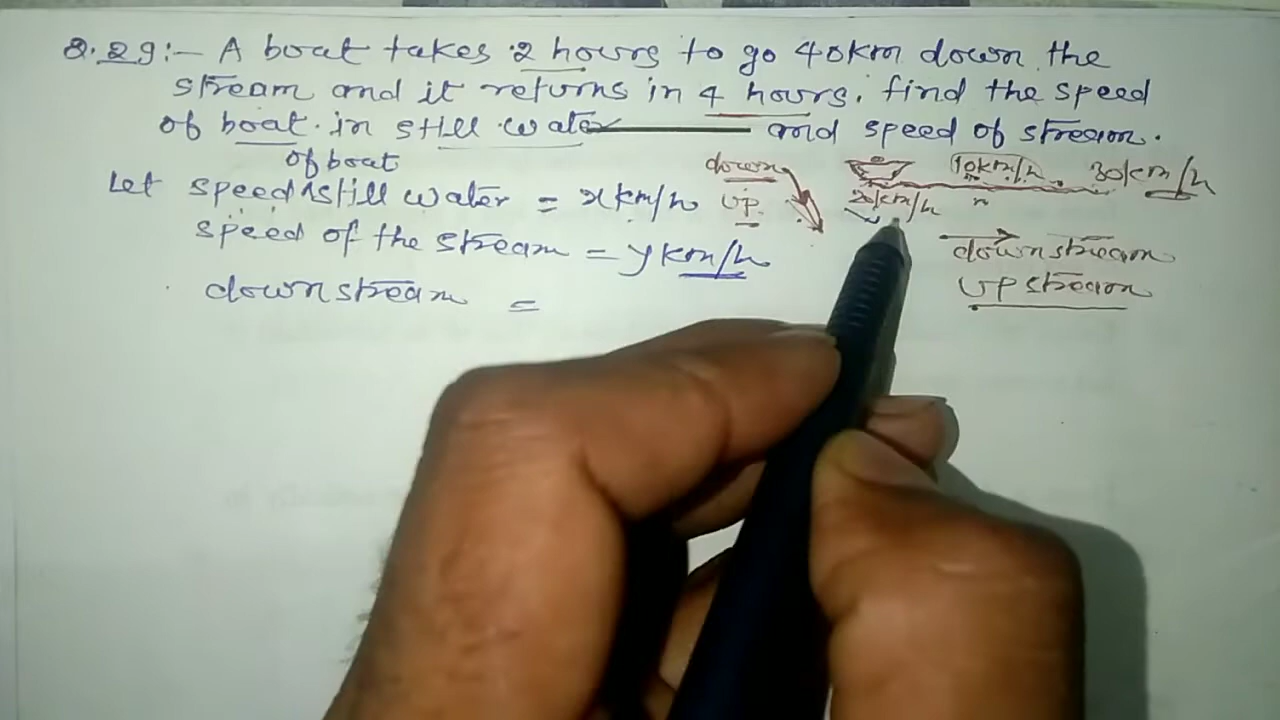 Q.29:- A boat takes 2 hours to go 40km down the
stream and it returns in 4 hours. find the speed
of boat in still water and speed of stream.
of boat
Let speed ∧ still water = x km/h
speed of the stream = y km/h
downstream =
down
up
10km/h
30km/h
20km/h
downstream
upstream